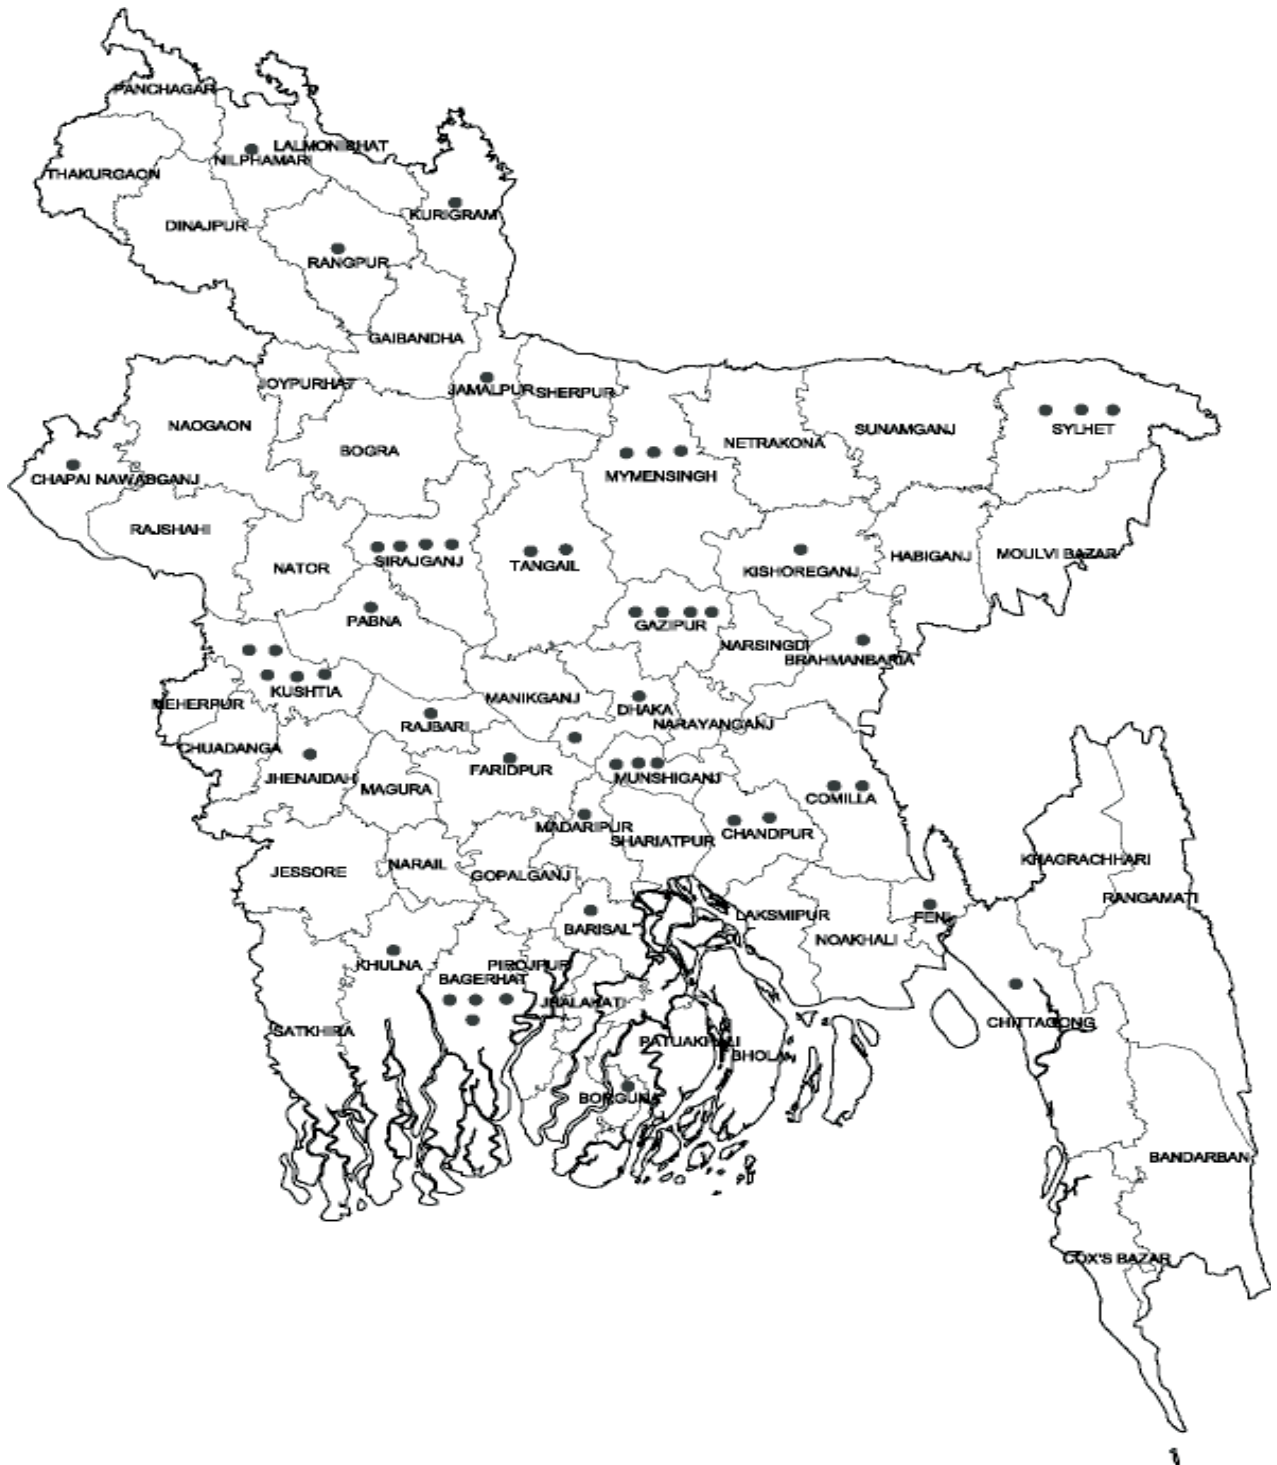 PANCHAGAR
LALMONIRHAT
NILPHAMARI
THAKURGAON
KURIGRAM
DINAJPUR
RANGPUR
GAIBANDHA
JOYPURHAT
JAMALPUR
SHERPUR
NAOGAON
SUNAMGANJ
SYLHET
NETRAKONA
BOGRA
MYMENSINGH
CHAPAI NAWABGANJ
RAJSHAHI
MOULVI BAZAR
HABIGANJ
SIRAJGANJ
TANGAIL
NATOR
KISHOREGANJ
PABNA
GAZIPUR
NARSINGDI
BRAHMANBARIA
KUSHTIA
MEHERPUR
MANIKGANJ
DHAKA
RAJBARI
NARAYANGANJ
CHUADANGA
FARIDPUR
JHENAIDAH
MUNSHIGANJ
MAGURA
COMILLA
MADARIPUR
CHANDPUR
SHARIATPUR
KHAGRACHHARI
NARAIL
JESSORE
GOPALGANJ
RANGAMATI
LAKSMIPUR
FENI
BARISAL
NOAKHALI
KHULNA
PIROJPUR
BAGERHAT
JHALAKATI
CHITTAGONG
SATKHIRA
PATUAKHALI
BHOLA
BORGUNA
BANDARBAN
COX'S BAZAR